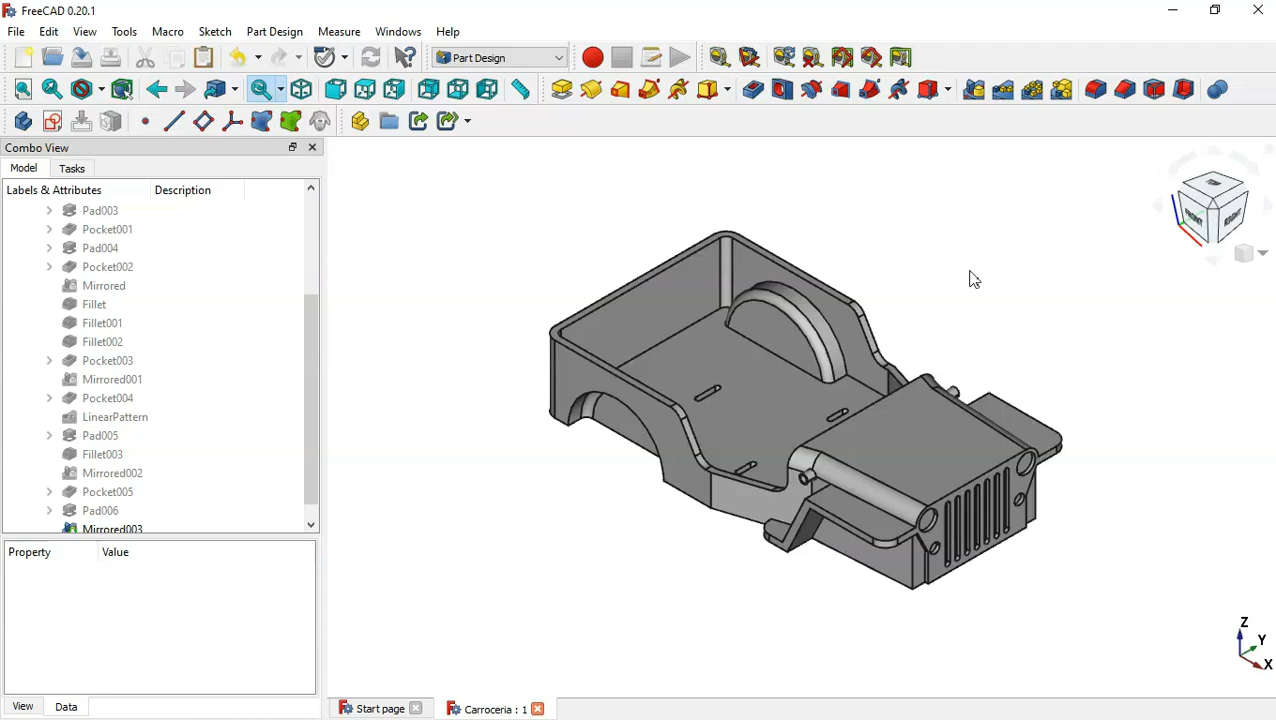 FreeCAD 0.20.1
File Edit View Tools Macro Sketch Part Design Measure Windows Help
Part Design
Combo View
Model Tasks
Labels & Attributes Description
Pad003
Pocket001
Pad004
Pocket002
Mirrored
Fillet
Fillet001
Fillet002
Pocket003
Mirrored001
Pocket004
LinearPattern
Pad005
Fillet003
Mirrored002
Pocket005
Pad006
Mirrored003
Property Value
View Data
Start page
Carroceria : 1
FRONT RIGHT
Z
Y
X